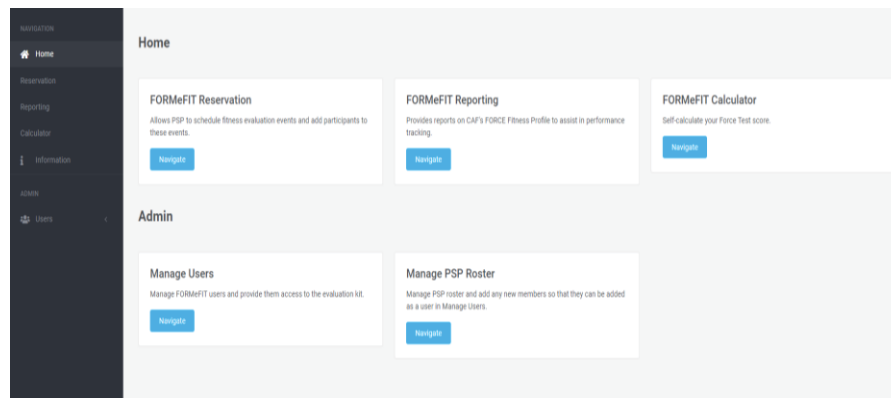 NAVIGATION
Home
Reservation
Reporting
Calculator
Information
ADMIN
Users
Home
FORMeFIT Reservation
Allows PSP to schedule fitness evaluation events and add participants to
these events.
Navigate
FORMeFIT Reporting
Provides reports on CAF's FORCE Fitness Profile to assist in performance
tracking.
Navigate
FORMeFIT Calculator
Self-calculate your Force Test score.
Navigate
Admin
Manage Users
Manage FORMeFIT users and provide them access to the evaluation kit.
Navigate
Manage PSP Roster
Manage PSP roster and add any new members so that they can be added
as a user in Manage Users.
Navigate